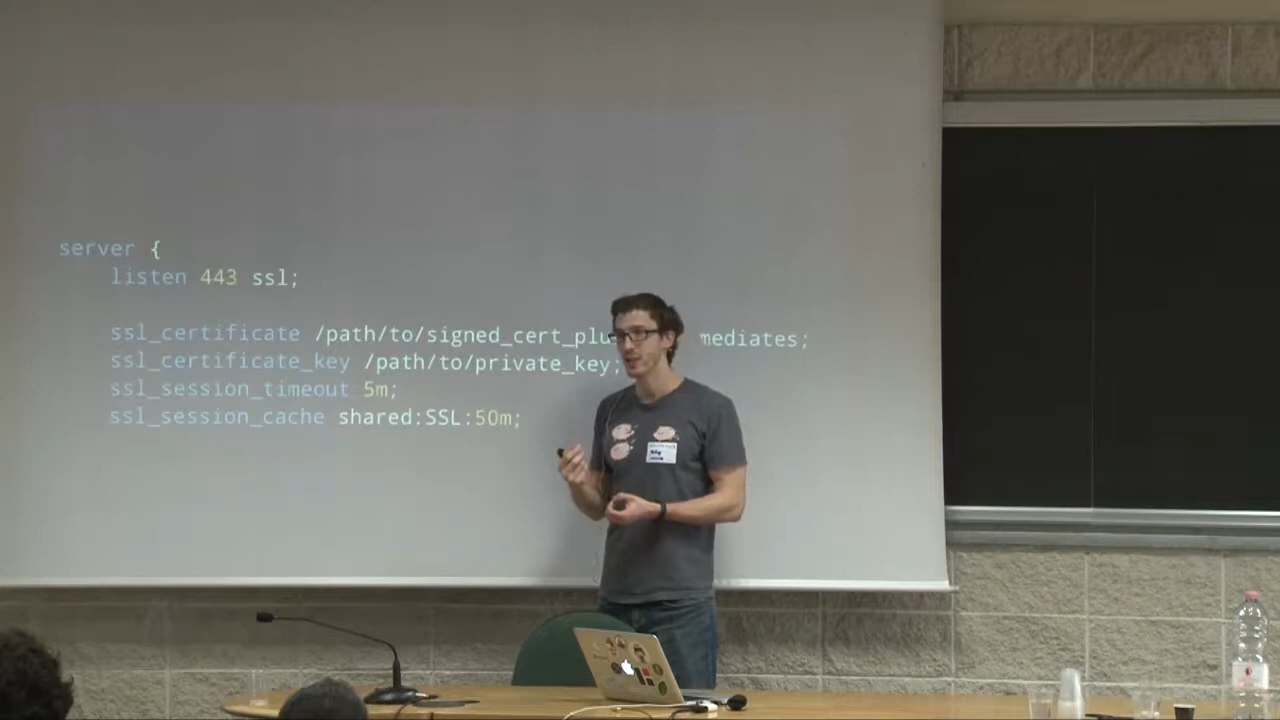 server {
listen 443 ssl;
ssl_certificate /path/to/signed_cert_plu mediates;
ssl_certificate_key /path/to/private_key;
ssl_session_timeout 5m;
ssl_session_cache shared:SSL:50m;